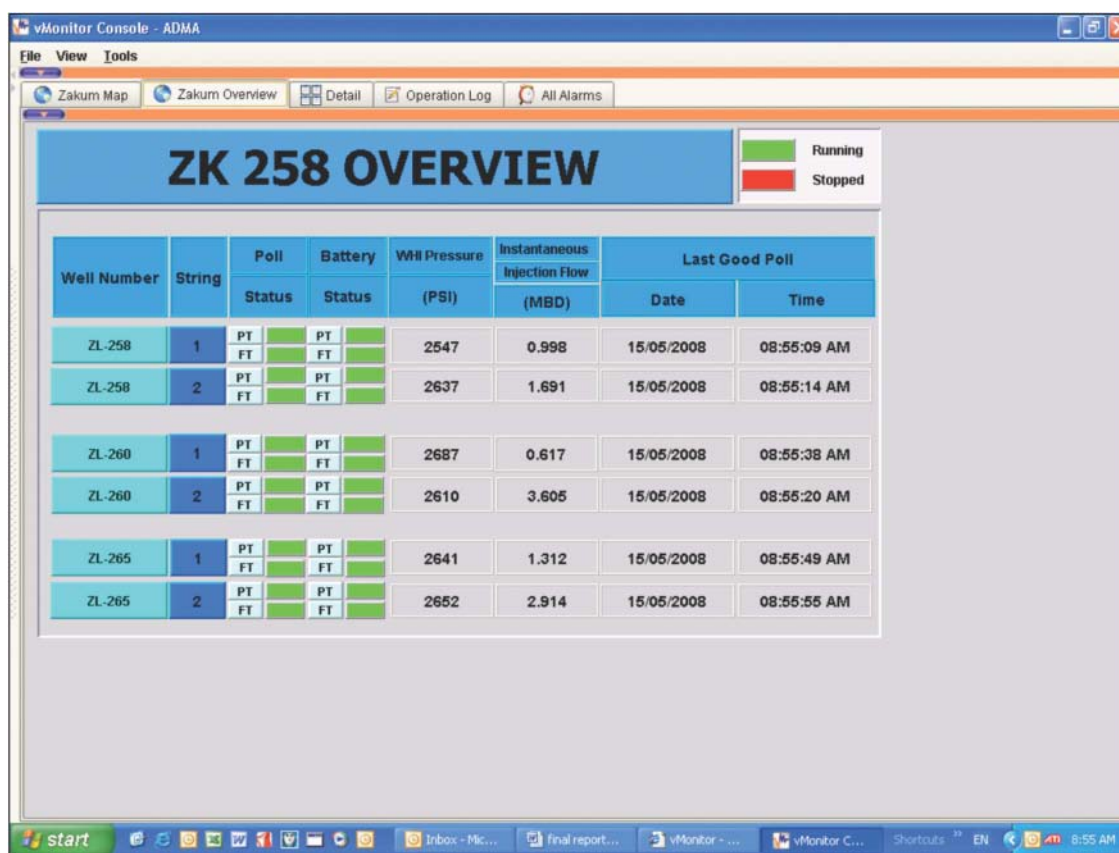 vMonitor Console - ADMA
File View Tools
Zakum Map Zakum Overview Detail Operation Log All Alarms
ZK 258 OVERVIEW
Running
Stopped
Well Number String Poll Status Battery Status WHI Pressure (PSI) Instantaneous Injection Flow (MBD) Last Good Poll
Date Time
ZL-258 1 PT FT PT FT 2547 0.998 15/05/2008 08:55:09 AM
ZL-258 2 PT FT PT FT 2637 1.691 15/05/2008 08:55:14 AM
ZL-260 1 PT FT PT FT 2687 0.617 15/05/2008 08:55:38 AM
ZL-260 2 PT FT PT FT 2610 3.605 15/05/2008 08:55:20 AM
ZL-265 1 PT FT PT FT 2641 1.312 15/05/2008 08:55:49 AM
ZL-265 2 PT FT PT FT 2652 2.914 15/05/2008 08:55:55 AM
start Inbox - Mic... final report... vMonitor - ... vMonitor C... Shortcuts EN ATI 8:55 AM